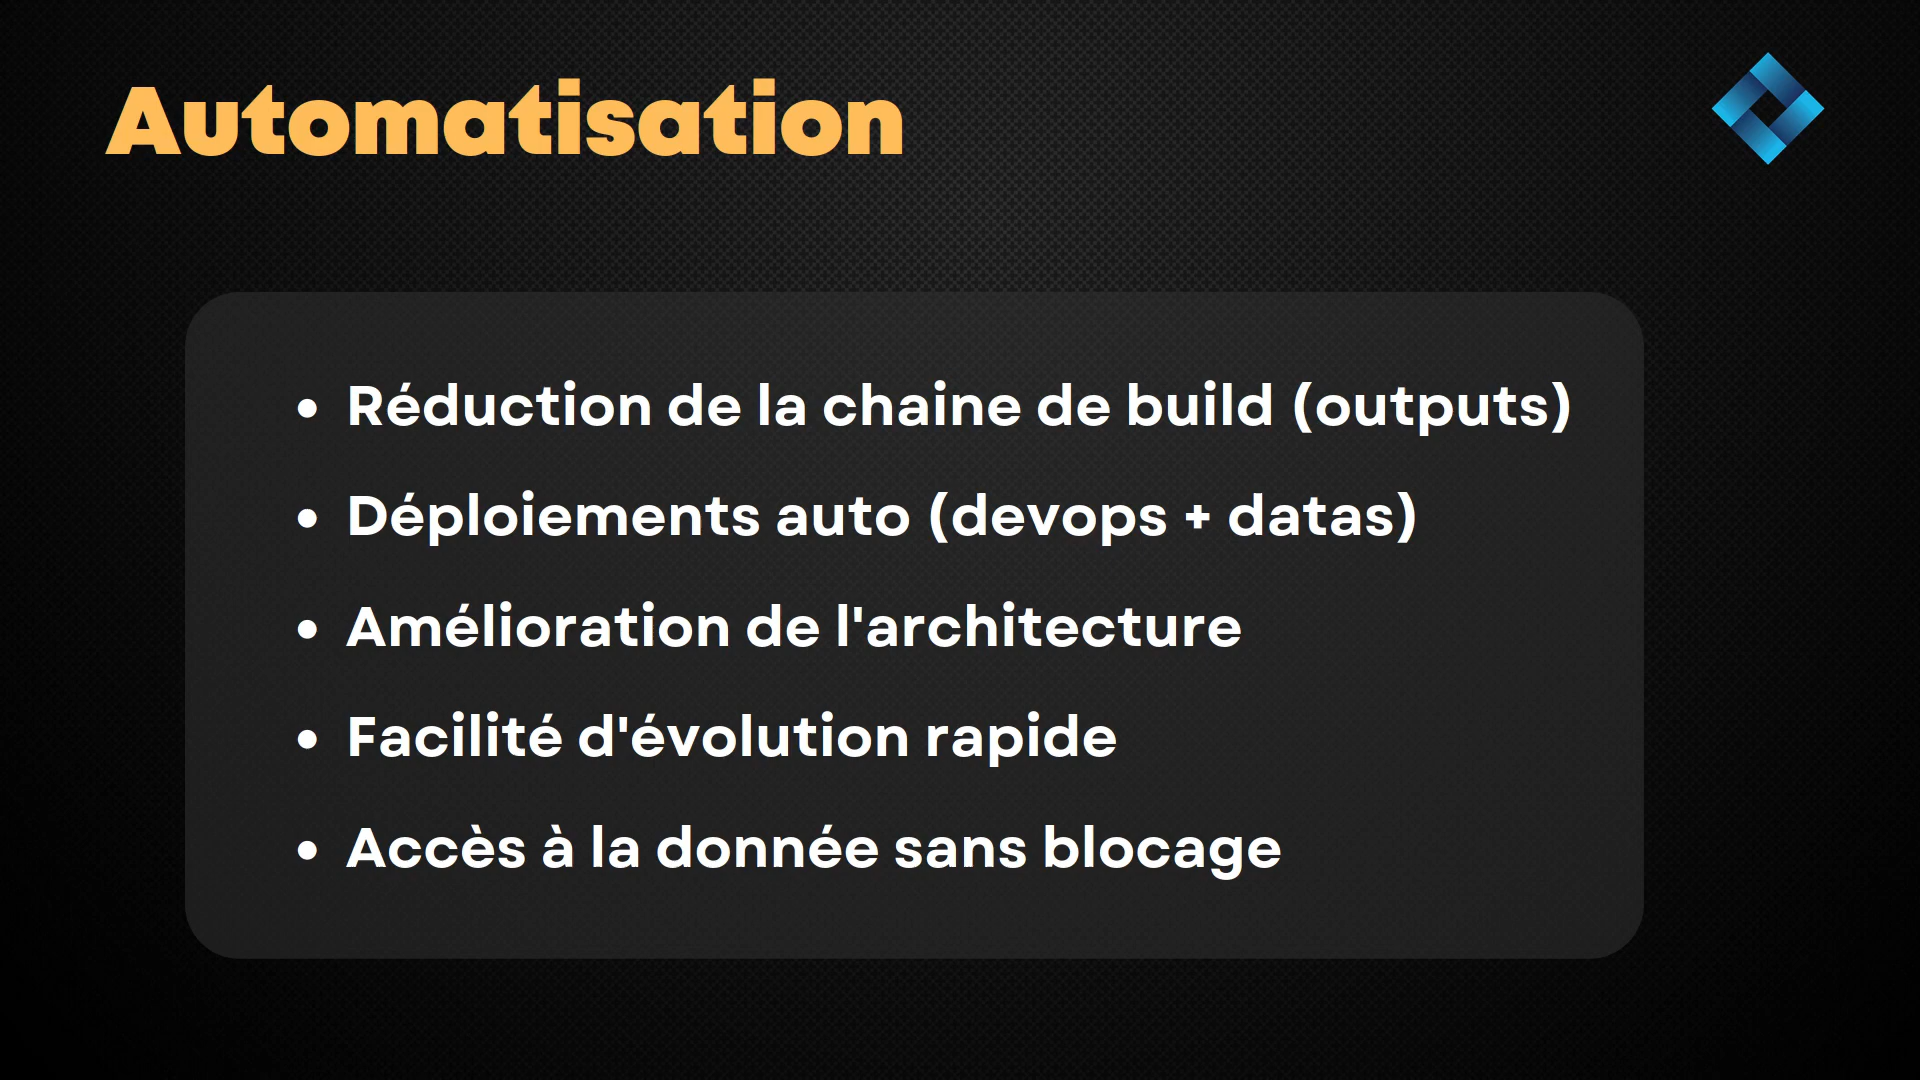 Automatisation
• Réduction de la chaine de build (outputs)
• Déploiements auto (devops + datas)
• Amélioration de l'architecture
• Facilité d'évolution rapide
• Accès à la donnée sans blocage